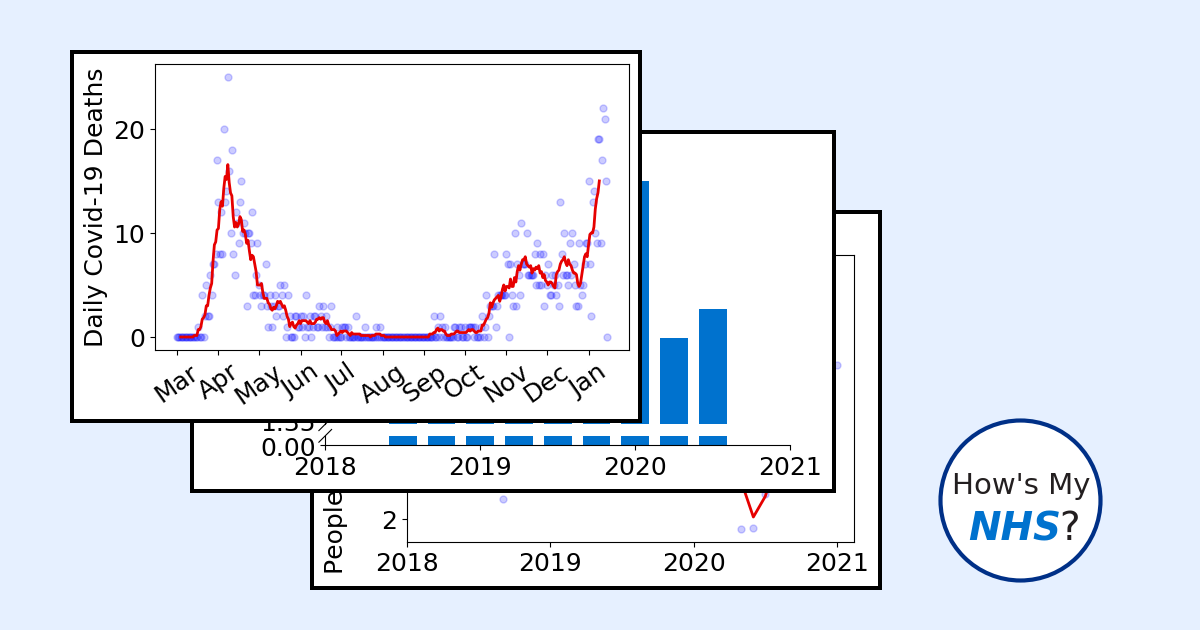 Daily Covid-19 Deaths
20
10
0
Mar Apr May Jun Jul Aug Sep Oct Nov Dec Jan
0.00
2018 2019 2020 2021
People
2
2018 2019 2020 2021
How's My
NHS?